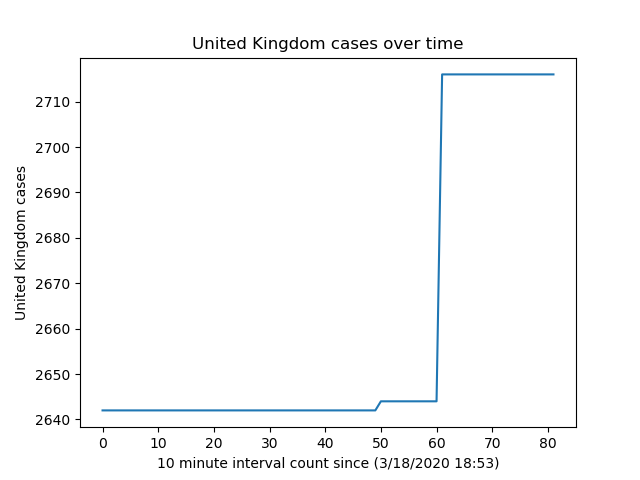 United Kingdom cases over time
2710
2700
2690
2680
2670
2660
2650
2640
United Kingdom cases
0 10 20 30 40 50 60 70 80
10 minute interval count since (3/18/2020 18:53)